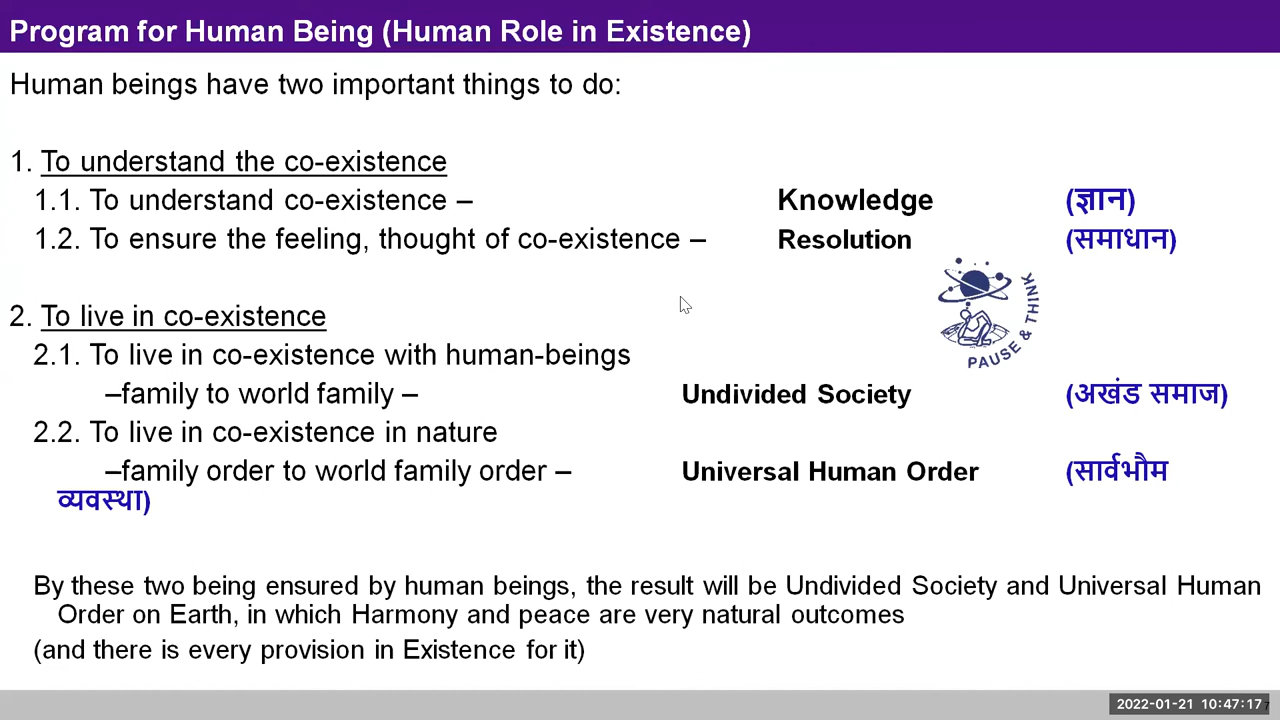 Program for Human Being (Human Role in Existence)
Human beings have two important things to do:
1. To understand the co-existence
1.1. To understand co-existence – Knowledge (ज्ञान)
1.2. To ensure the feeling, thought of co-existence – Resolution (समाधान)
PAUSE & THINK
2. To live in co-existence
2.1. To live in co-existence with human-beings
–family to world family – Undivided Society (अखंड समाज)
2.2. To live in co-existence in nature
–family order to world family order – Universal Human Order (सार्वभौम
व्यवस्था)
By these two being ensured by human beings, the result will be Undivided Society and Universal Human
Order on Earth, in which Harmony and peace are very natural outcomes
(and there is every provision in Existence for it)
2022-01-21 10:47:17
7